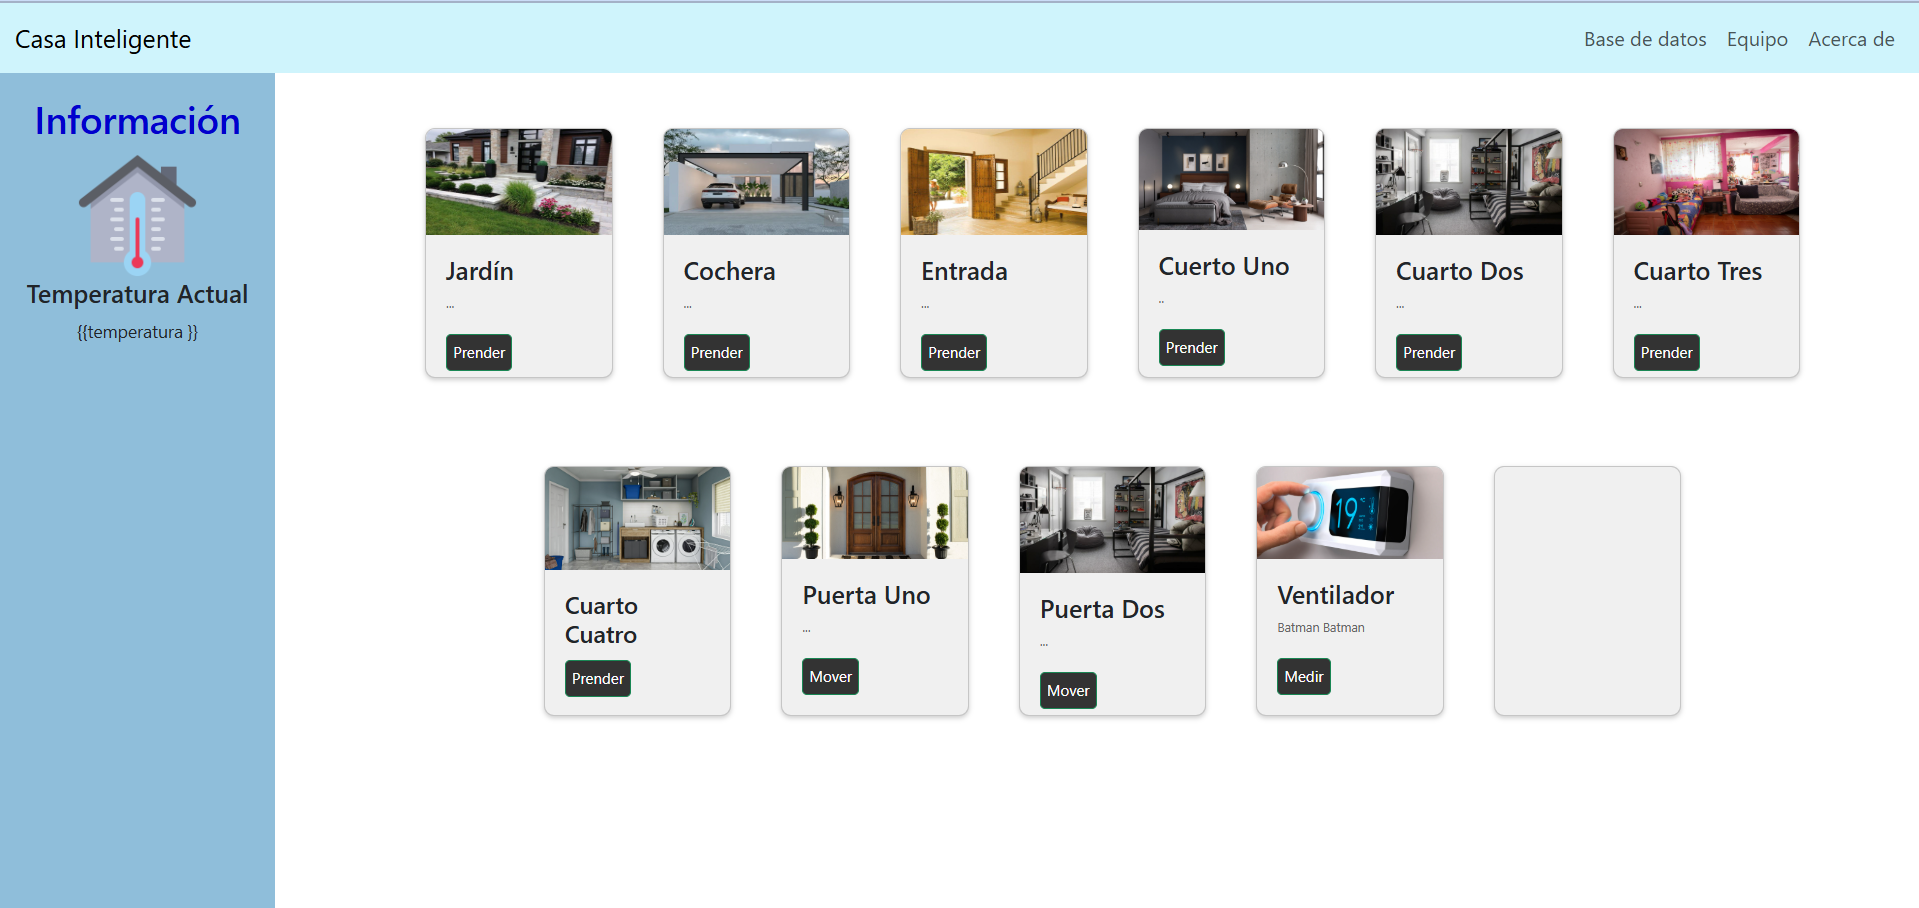 Casa Inteligente
Base de datos Equipo Acerca de
Información
Temperatura Actual
{{temperatura }}
Jardín
...
Prender
Cochera
...
Prender
Entrada
...
Prender
Cuerto Uno
..
Prender
Cuarto Dos
...
Prender
Cuarto Tres
...
Prender
Cuarto
Cuatro
Prender
Puerta Uno
...
Mover
Puerta Dos
...
Mover
19
Ventilador
Batman Batman
Medir